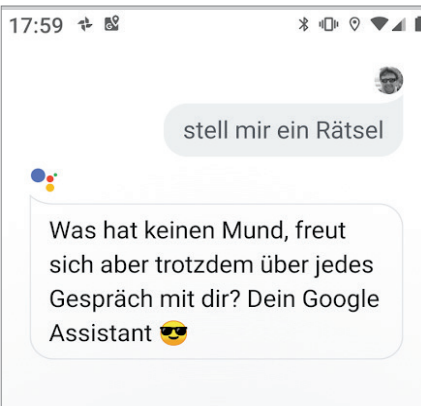 17:59
stell mir ein Rätsel
Was hat keinen Mund, freut
sich aber trotzdem über jedes
Gespräch mit dir? Dein Google
Assistant 😎